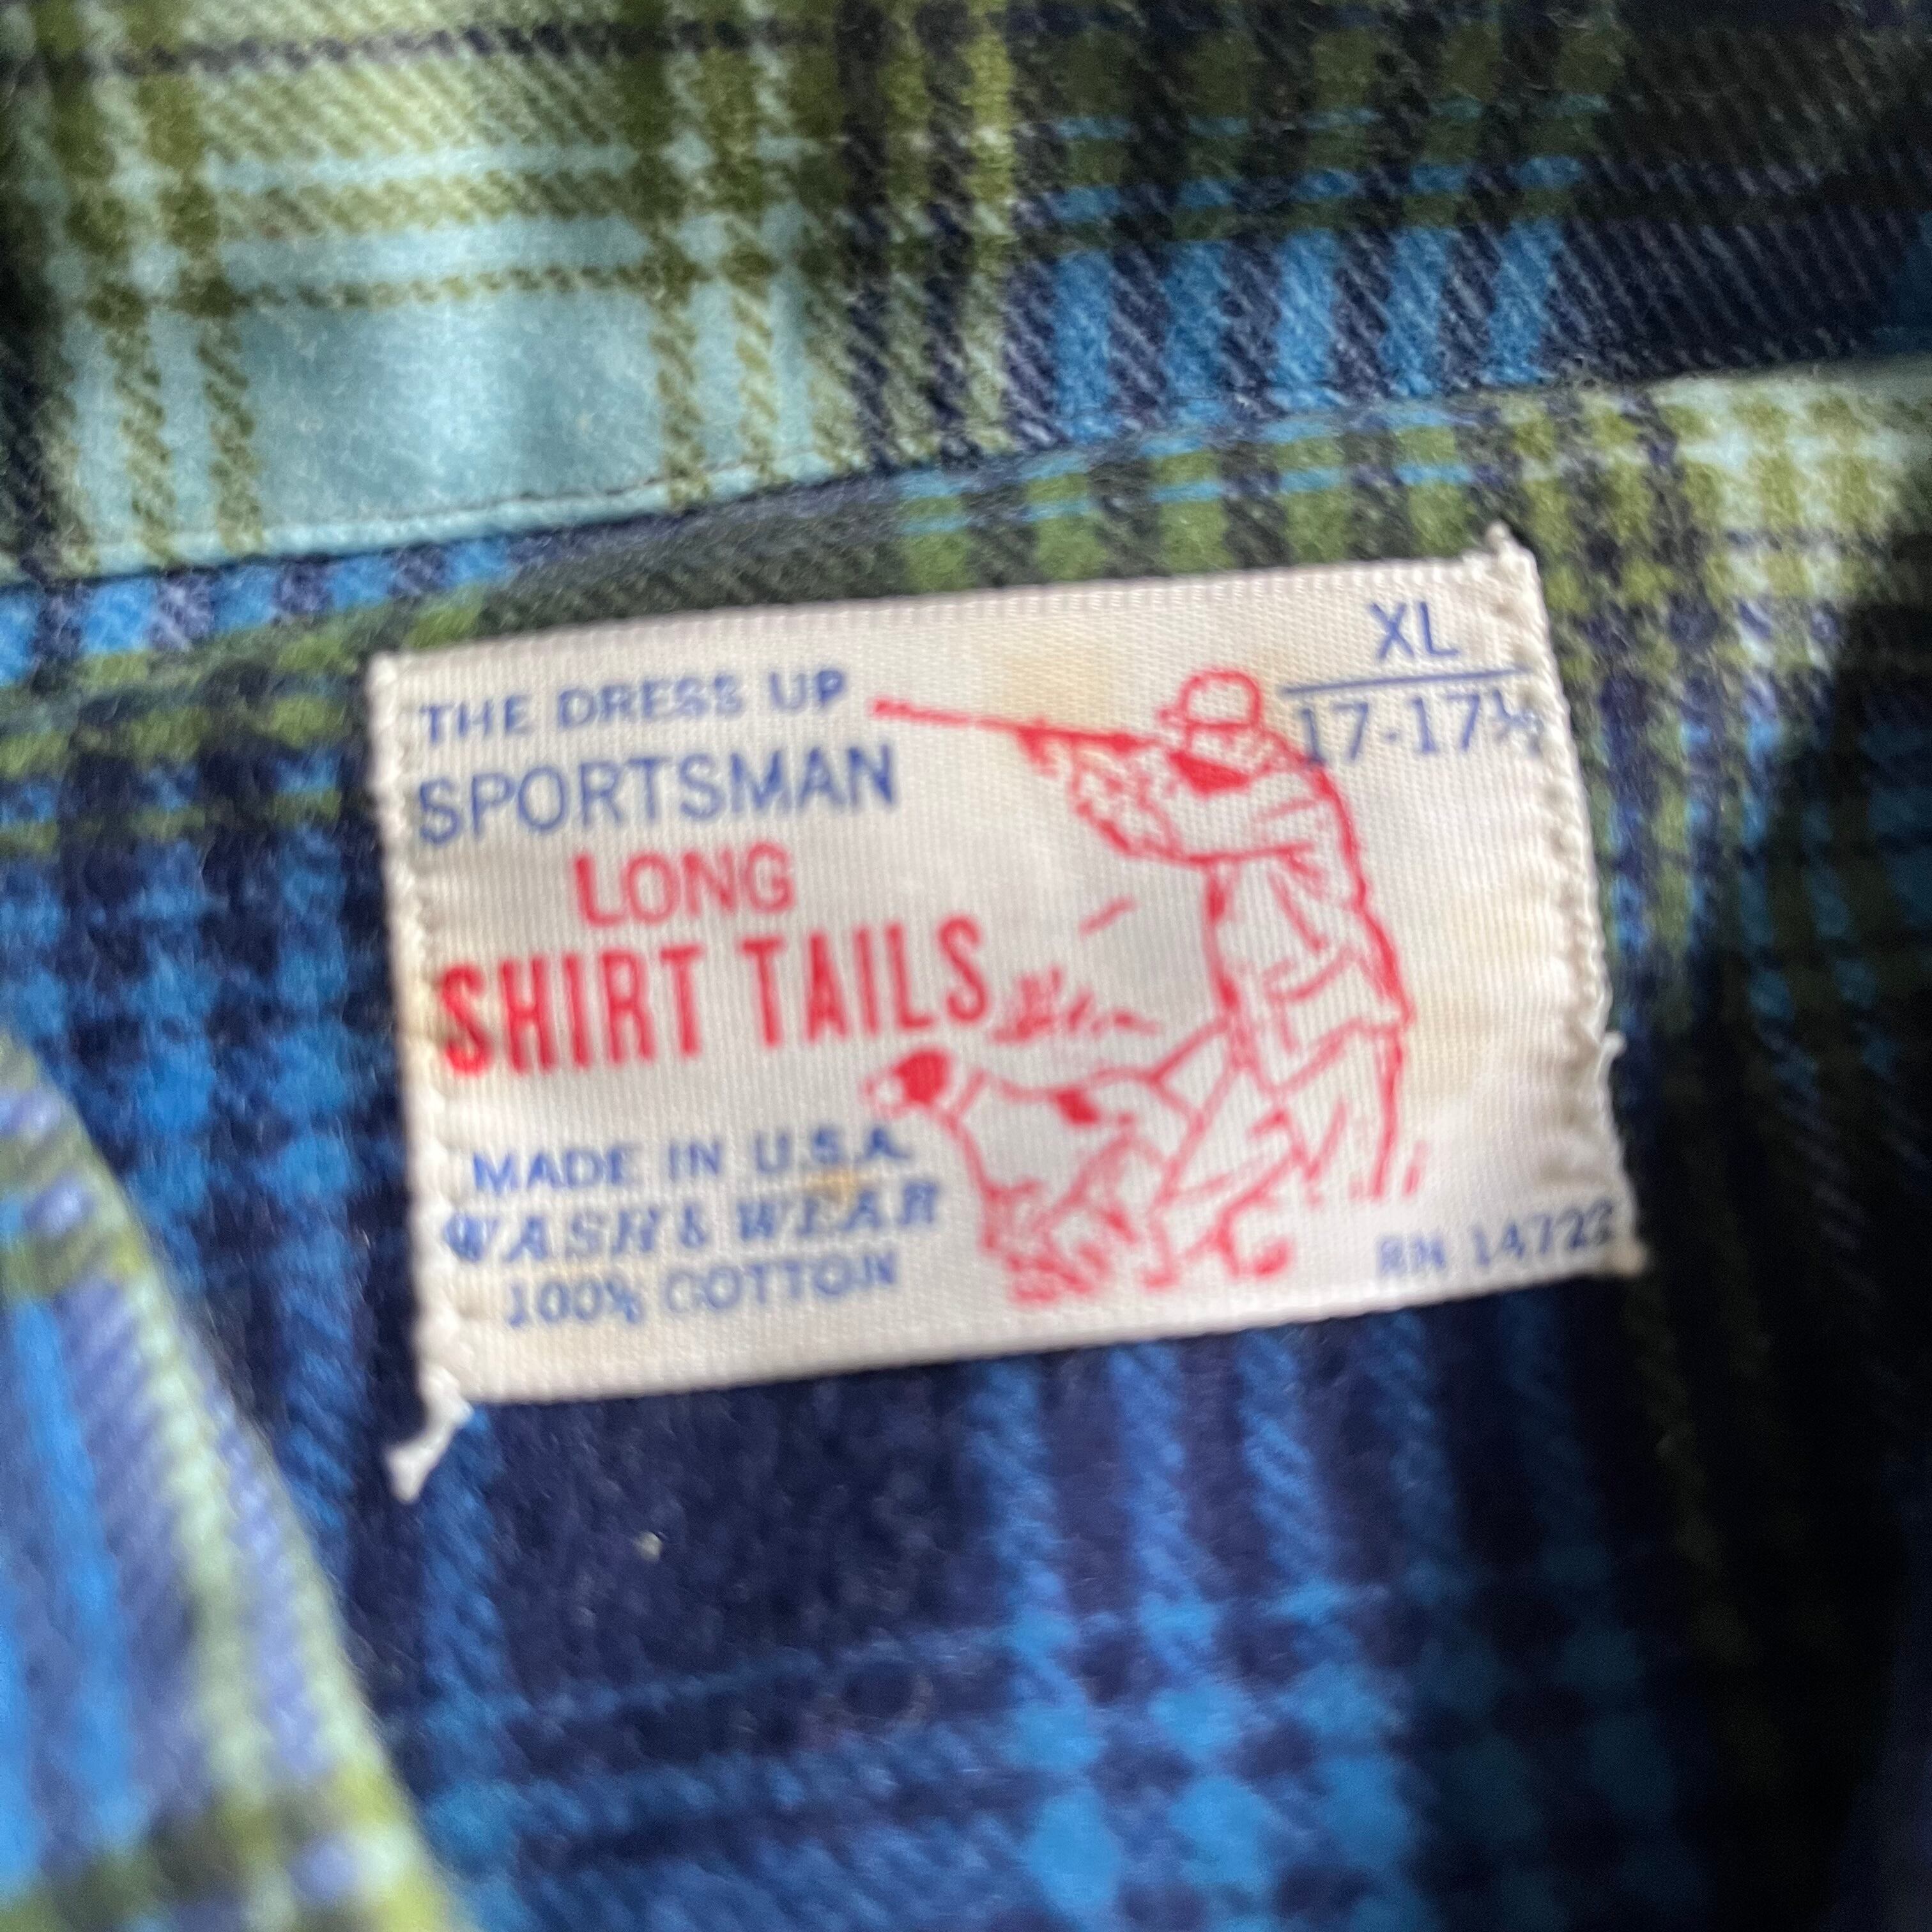 THE DRESS UP
SPORTSMAN
LONG
SHIRT TAILS
XL
17-17½
MADE IN U.S.A.
WASH & WEAR
100% COTTON
RN 14722